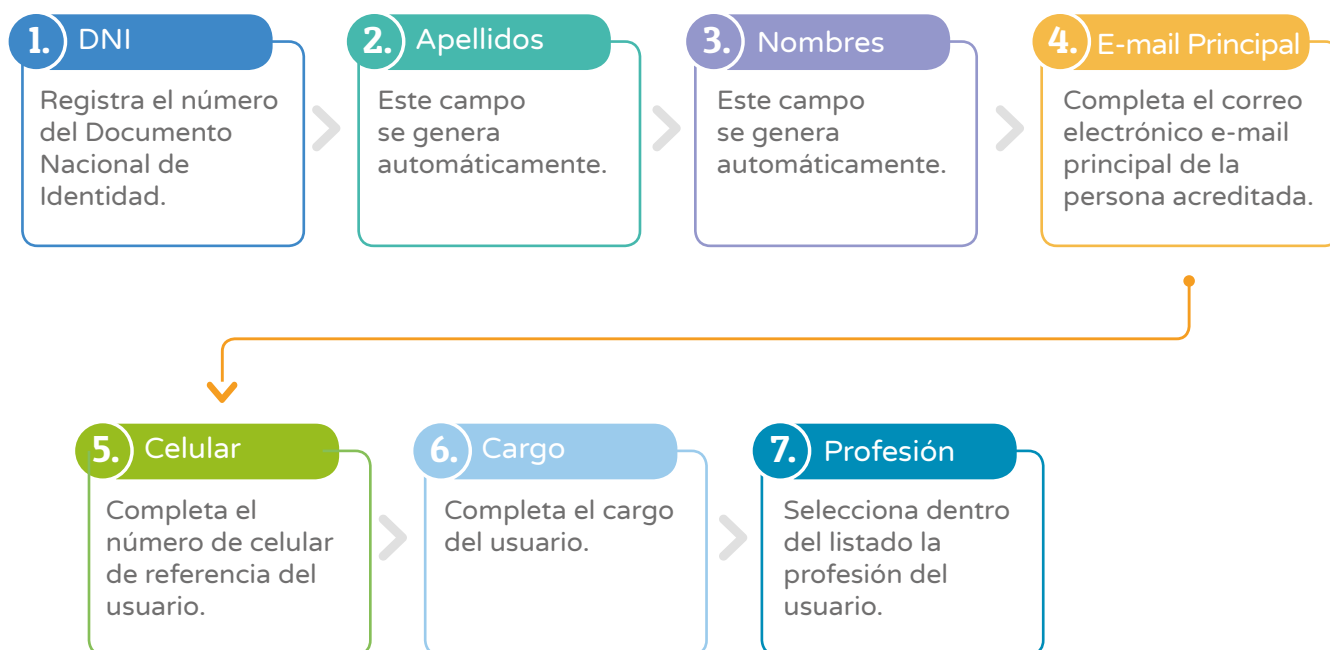 1. DNI
Registra el número
del Documento
Nacional de
Identidad.
2. Apellidos
Este campo
se genera
automáticamente.
3. Nombres
Este campo
se genera
automáticamente.
4. E-mail Principal
Completa el correo
electrónico e-mail
principal de la
persona acreditada.
5. Celular
Completa el
número de celular
de referencia del
usuario.
6. Cargo
Completa el cargo
del usuario.
7. Profesión
Selecciona dentro
del listado la
profesión del
usuario.